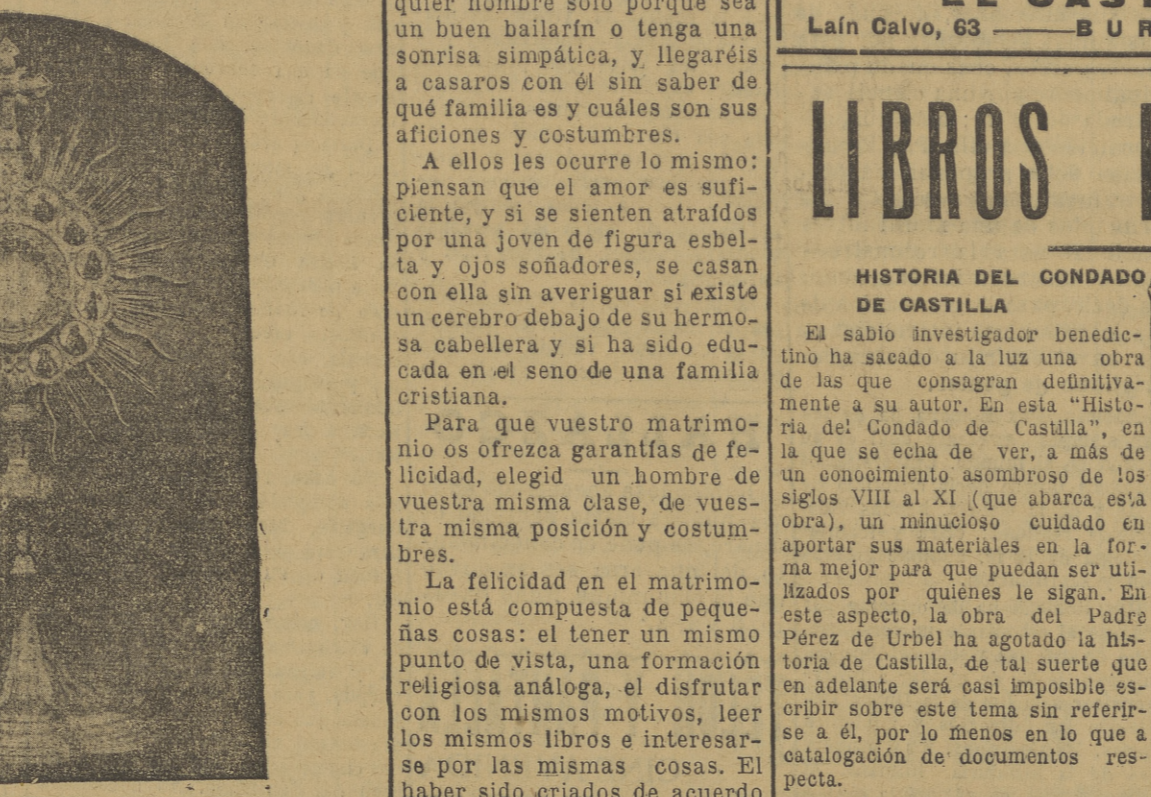 quier hombre sólo porque sea
un buen bailarín o tenga una
sonrisa simpática, y llegaréis
a casaros con él sin saber de
qué familia es y cuáles son sus
aficiones y costumbres.
A ellos les ocurre lo mismo:
piensan que el amor es sufi-
ciente, y si se sienten atraídos
por una joven de figura esbel-
ta y ojos soñadores, se casan
con ella sin averiguar si existe
un cerebro debajo de su hermo-
sa cabellera y si ha sido edu-
cada en el seno de una familia
cristiana.
Para que vuestro matrimo-
nio os ofrezca garantías de fe-
licidad, elegid un hombre de
vuestra misma clase, de vues-
tra misma posición y costum-
bres.
La felicidad en el matrimo-
nio está compuesta de peque-
ñas cosas: el tener un mismo
punto de vista, una formación
religiosa análoga, el disfrutar
con los mismos motivos, leer
los mismos libros e interesar-
se por las mismas cosas. El
haber sido criados de acuerdo
Laín Calvo, 63 ——— BUR
LIBROS
HISTORIA DEL CONDADO
DE CASTILLA
El sabio investigador benedic-
tino ha sacado a la luz una obra
de las que consagran definitiva-
mente a su autor. En esta "Histo-
ria del Condado de Castilla", en
la que se echa de ver, a más de
un conocimiento asombroso de los
siglos VIII al XI (que abarca esta
obra), un minucioso cuidado en
aportar sus materiales en la for-
ma mejor para que puedan ser uti-
lizados por quiénes le sigan. En
este aspecto, la obra del Padre
Pérez de Urbel ha agotado la his-
toria de Castilla, de tal suerte que
en adelante será casi imposible es-
cribir sobre este tema sin referir-
se a él, por lo menos en lo que a
catalogación de documentos res-
pecta.